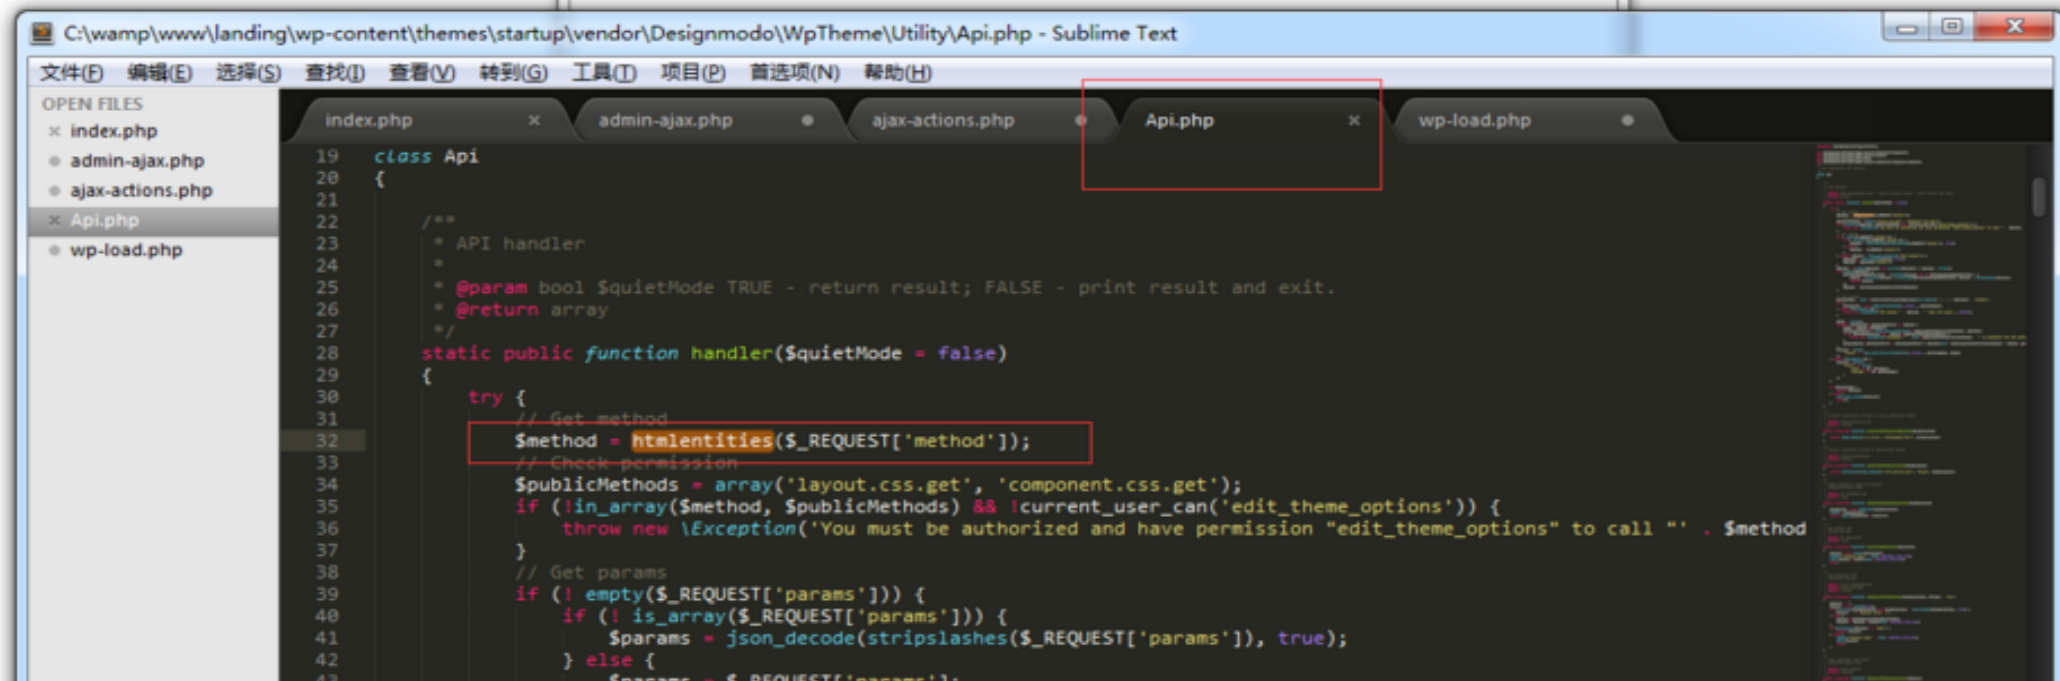 C:\wamp\www\landing\wp-content\themes\startup\vendor\Designmodo\WpTheme\Utility\Api.php - Sublime Text
文件(F) 编辑(E) 选择(S) 查找(I) 查看(V) 转到(G) 工具(T) 项目(P) 首选项(N) 帮助(H)
OPEN FILES
index.php
admin-ajax.php
ajax-actions.php
Api.php
wp-load.php
index.php admin-ajax.php ajax-actions.php Api.php wp-load.php
19 class Api
20 {
21
22 /**
23 * API handler
24 *
25 * @param bool $quietMode TRUE - return result; FALSE - print result and exit.
26 * @return array
27 */
28 static public function handler($quietMode = false)
29 {
30 try {
31 // Get method
32 $method = htmlentities($_REQUEST['method']);
33 // Check permission
34 $publicMethods = array('layout.css.get', 'component.css.get');
35 if (!in_array($method, $publicMethods) && !current_user_can('edit_theme_options')) {
36 throw new \Exception('You must be authorized and have permission "edit_theme_options" to call "' . $method
37 }
38 // Get params
39 if (! empty($_REQUEST['params'])) {
40 if (! is_array($_REQUEST['params'])) {
41 $params = json_decode(stripslashes($_REQUEST['params']), true);
42 } else {
43 $params = $_REQUEST['params'];